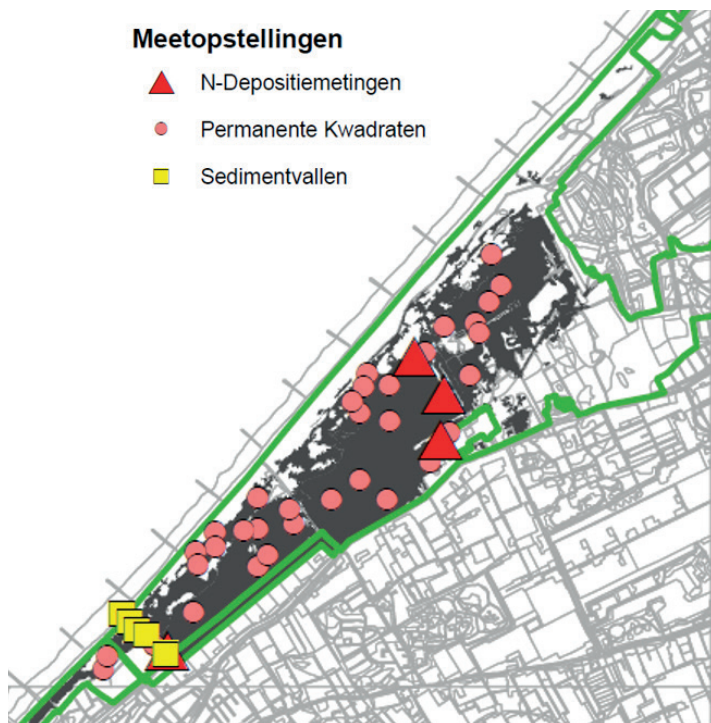 Meetopstellingen
N-Depositiemetingen
Permanente Kwadraten
Sedimentvallen